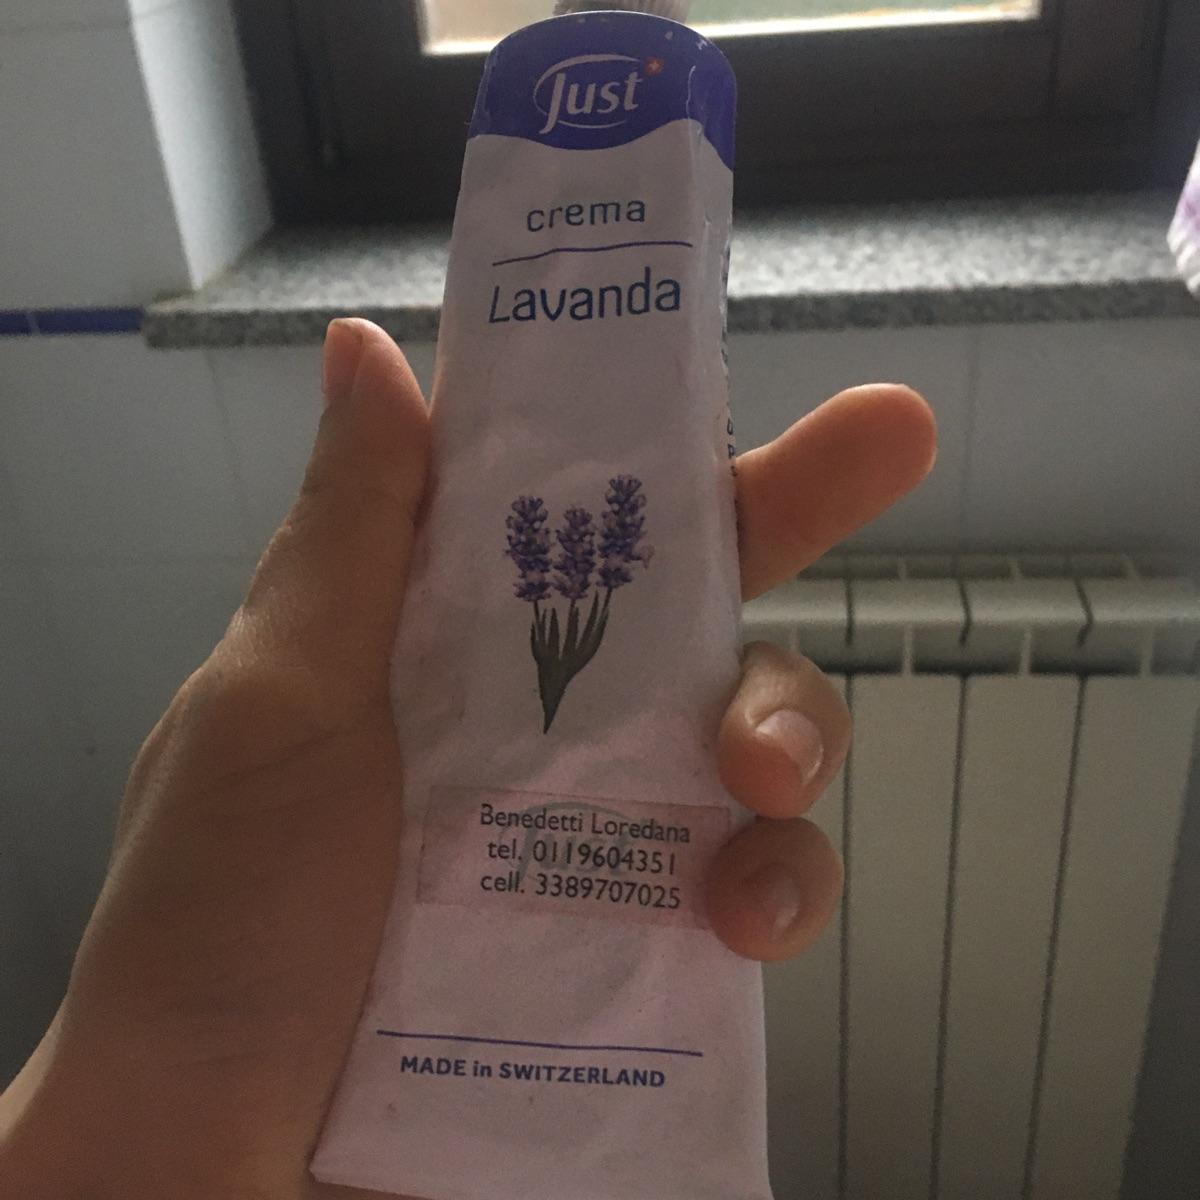 Just
crema
Lavanda
Benedetti Loredana
tel. 0119604351
cell. 3389707025
MADE in SWITZERLAND